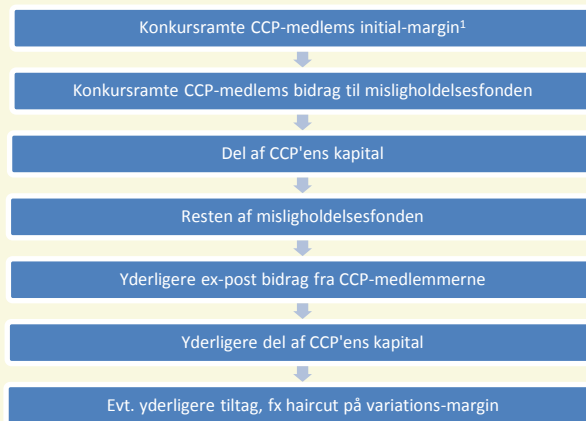 Konkursramte CCP-medlems initial-margin¹
Konkursramte CCP-medlems bidrag til misligholdelsesfonden
Del af CCP'ens kapital
Resten af misligholdelsesfonden
Yderligere ex-post bidrag fra CCP-medlemmerne
Yderligere del af CCP'ens kapital
Evt. yderligere tiltag, fx haircut på variations-margin